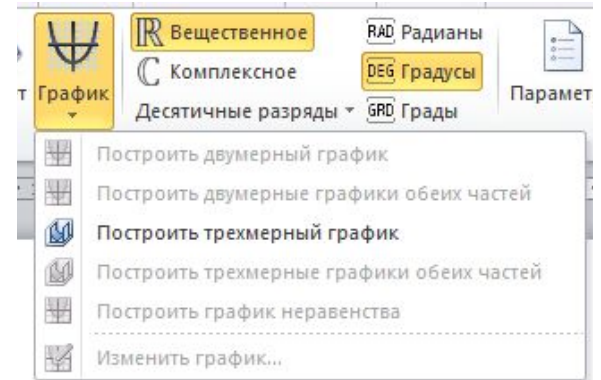 ℝ Вещественное
RAD Радианы
ℂ Комплексное
DEG Градусы
т График
Парамет
Десятичные разряды
GRD Грады
Построить двумерный график
Построить двумерные графики обеих частей
Построить трехмерный график
Построить трехмерные графики обеих частей
Построить график неравенства
Изменить график...